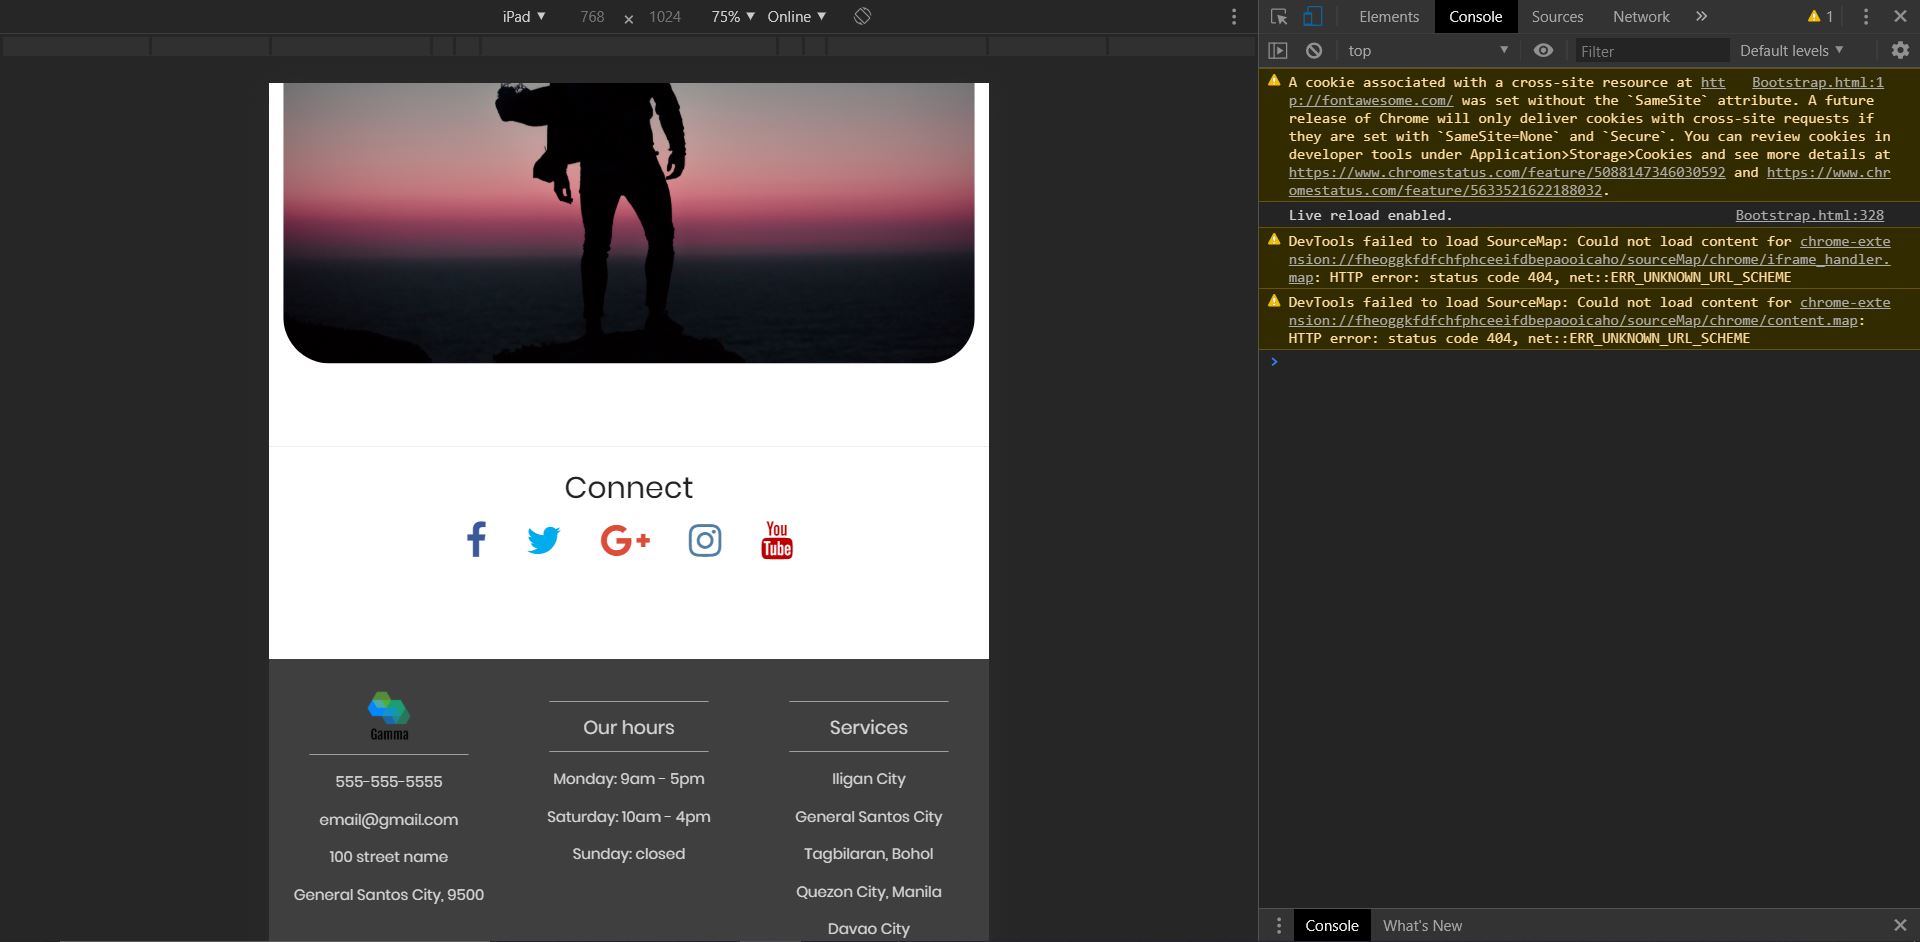 iPad ▼ 768 × 1024 75% ▼ Online ▼
Elements Console Sources Network » 1
top ▼ Filter Default levels ▼
A cookie associated with a cross-site resource at htt Bootstrap.html:1
p://fontawesome.com/ was set without the `SameSite` attribute. A future
release of Chrome will only deliver cookies with cross-site requests if
they are set with `SameSite=None` and `Secure`. You can review cookies in
developer tools under Application>Storage>Cookies and see more details at
https://www.chromestatus.com/feature/5088147346030592 and https://www.chr
omestatus.com/feature/5633521622188032.
Live reload enabled. Bootstrap.html:328
DevTools failed to load SourceMap: Could not load content for chrome-exte
nsion://fheoggkfdfchfphceeifdbepaooicaho/sourceMap/chrome/iframe_handler.
map: HTTP error: status code 404, net::ERR_UNKNOWN_URL_SCHEME
DevTools failed to load SourceMap: Could not load content for chrome-exte
nsion://fheoggkfdfchfphceeifdbepaooicaho/sourceMap/chrome/content.map:
HTTP error: status code 404, net::ERR_UNKNOWN_URL_SCHEME
>
Connect
You
Tube
Gamma
555-555-5555
email@gmail.com
100 street name
General Santos City, 9500
Our hours
Monday: 9am - 5pm
Saturday: 10am - 4pm
Sunday: closed
Services
Iligan City
General Santos City
Tagbilaran, Bohol
Quezon City, Manila
Davao City
Console What's New